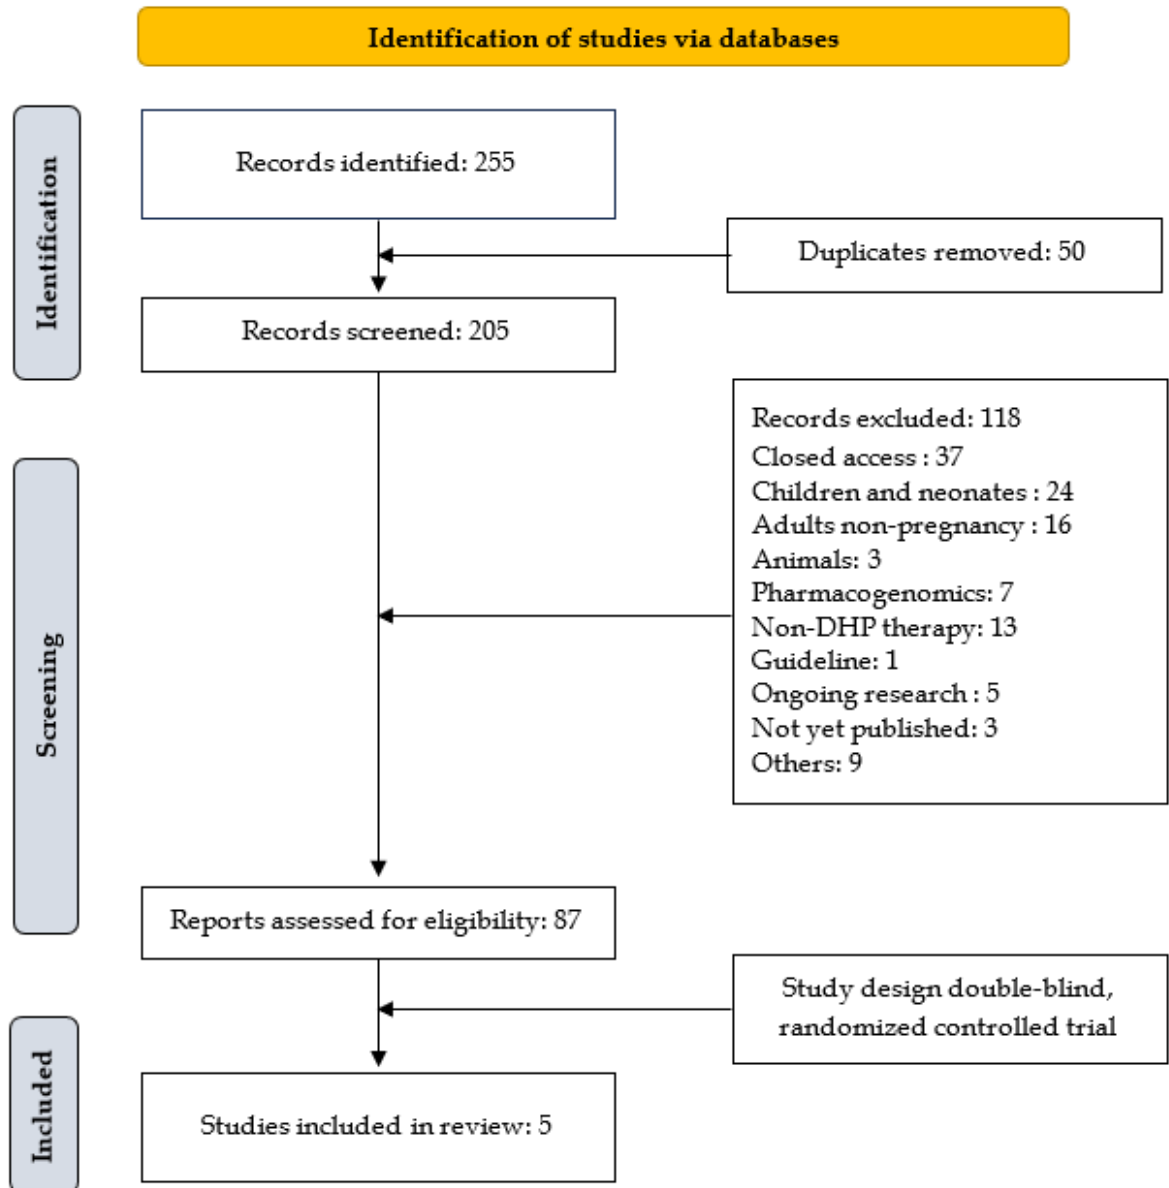 Identification of studies via databases
Identification
Records identified: 255
Duplicates removed: 50
Records screened: 205
Screening
Records excluded: 118
Closed access : 37
Children and neonates : 24
Adults non-pregnancy : 16
Animals: 3
Pharmacogenomics: 7
Non-DHP therapy: 13
Guideline: 1
Ongoing research : 5
Not yet published: 3
Others: 9
Reports assessed for eligibility: 87
Study design double-blind,
randomized controlled trial
Included
Studies included in review: 5